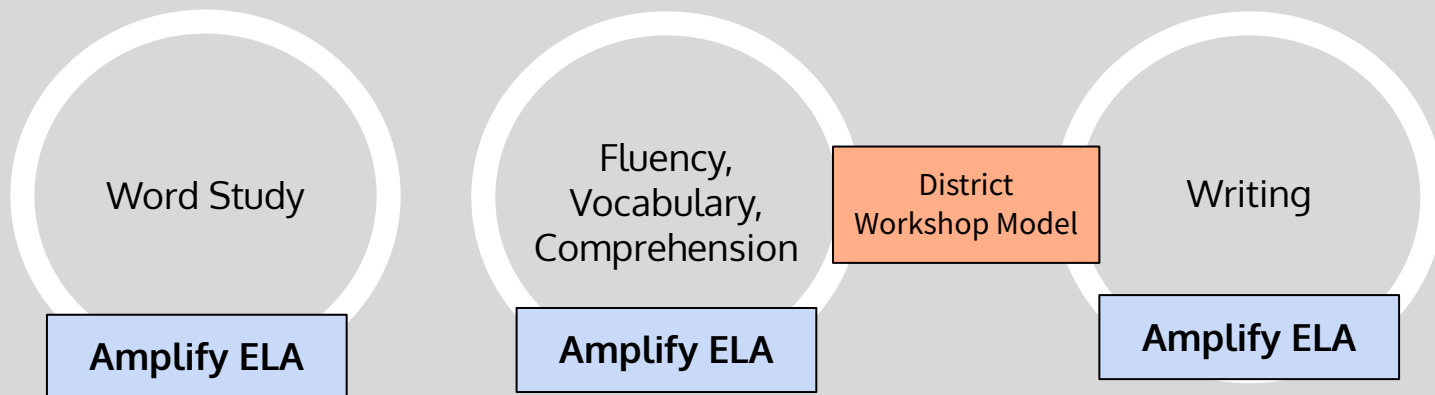 Word Study
Amplify ELA
Fluency,
Vocabulary,
Comprehension
Amplify ELA
District
Workshop Model
Writing
Amplify ELA